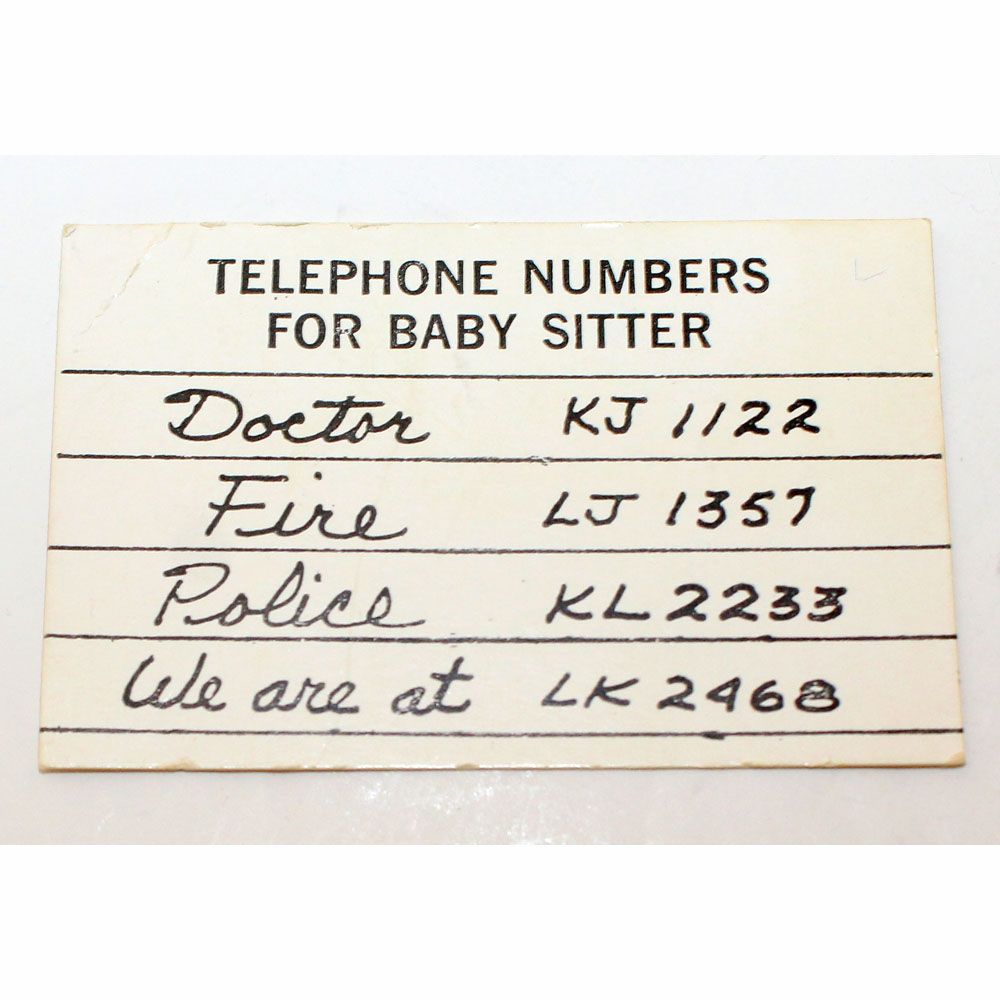 TELEPHONE NUMBERS
FOR BABY SITTER
Doctor KJ 1122
Fire LJ 1357
Police KL 2233
We are at LK 2468